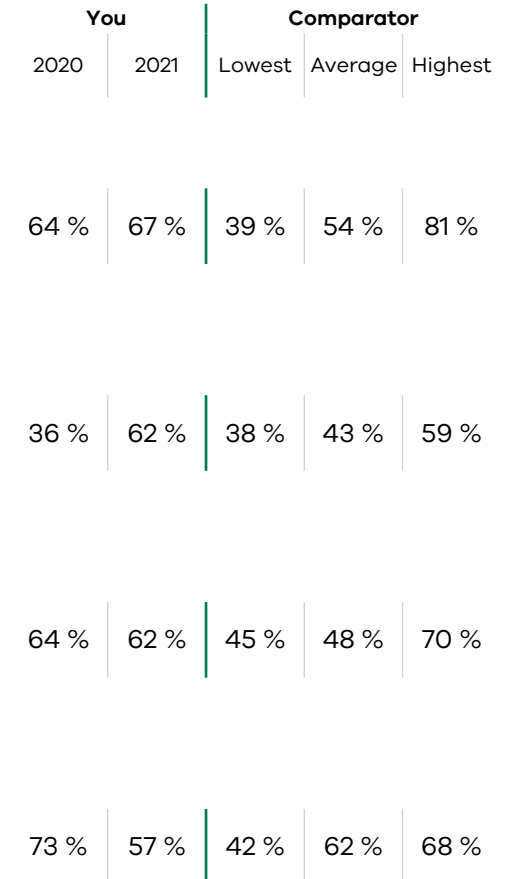 You Comparator
2020 2021 Lowest Average Highest
64 % 67 % 39 % 54 % 81 %
36 % 62 % 38 % 43 % 59 %
64 % 62 % 45 % 48 % 70 %
73 % 57 % 42 % 62 % 68 %